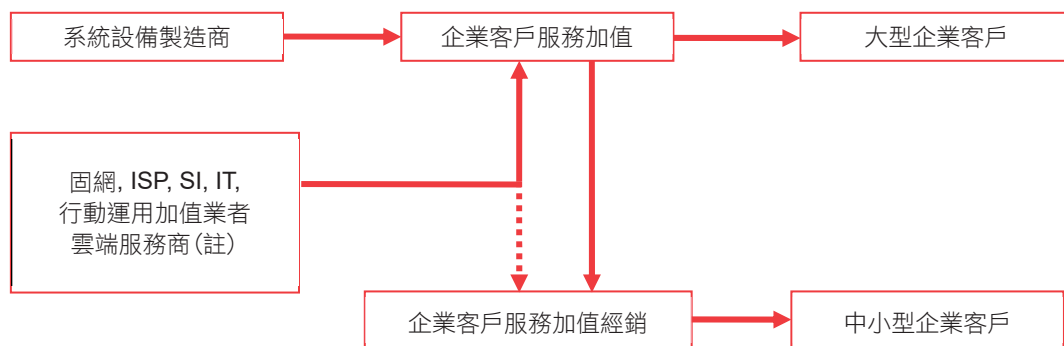 系統設備製造商
企業客戶服務加值
大型企業客戶
固網, ISP, SI, IT,
行動運用加值業者
雲端服務商(註)
企業客戶服務加值經銷
中小型企業客戶